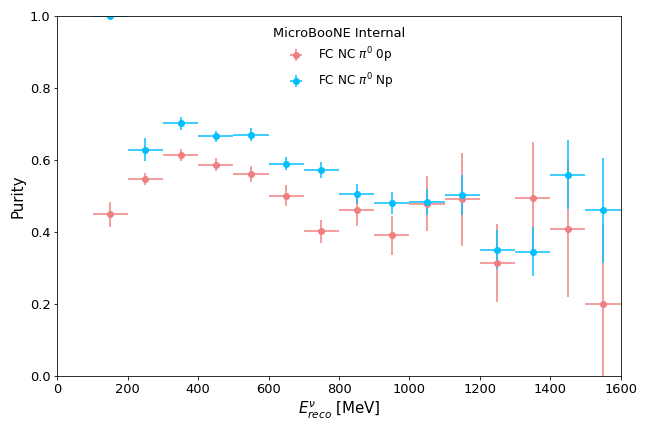 MicroBooNE Internal
FC NC π⁰ 0p
FC NC π⁰ Np
Purity
1.0
0.8
0.6
0.4
0.2
0.0
0 200 400 600 800 1000 1200 1400 1600
E^ν_reco [MeV]